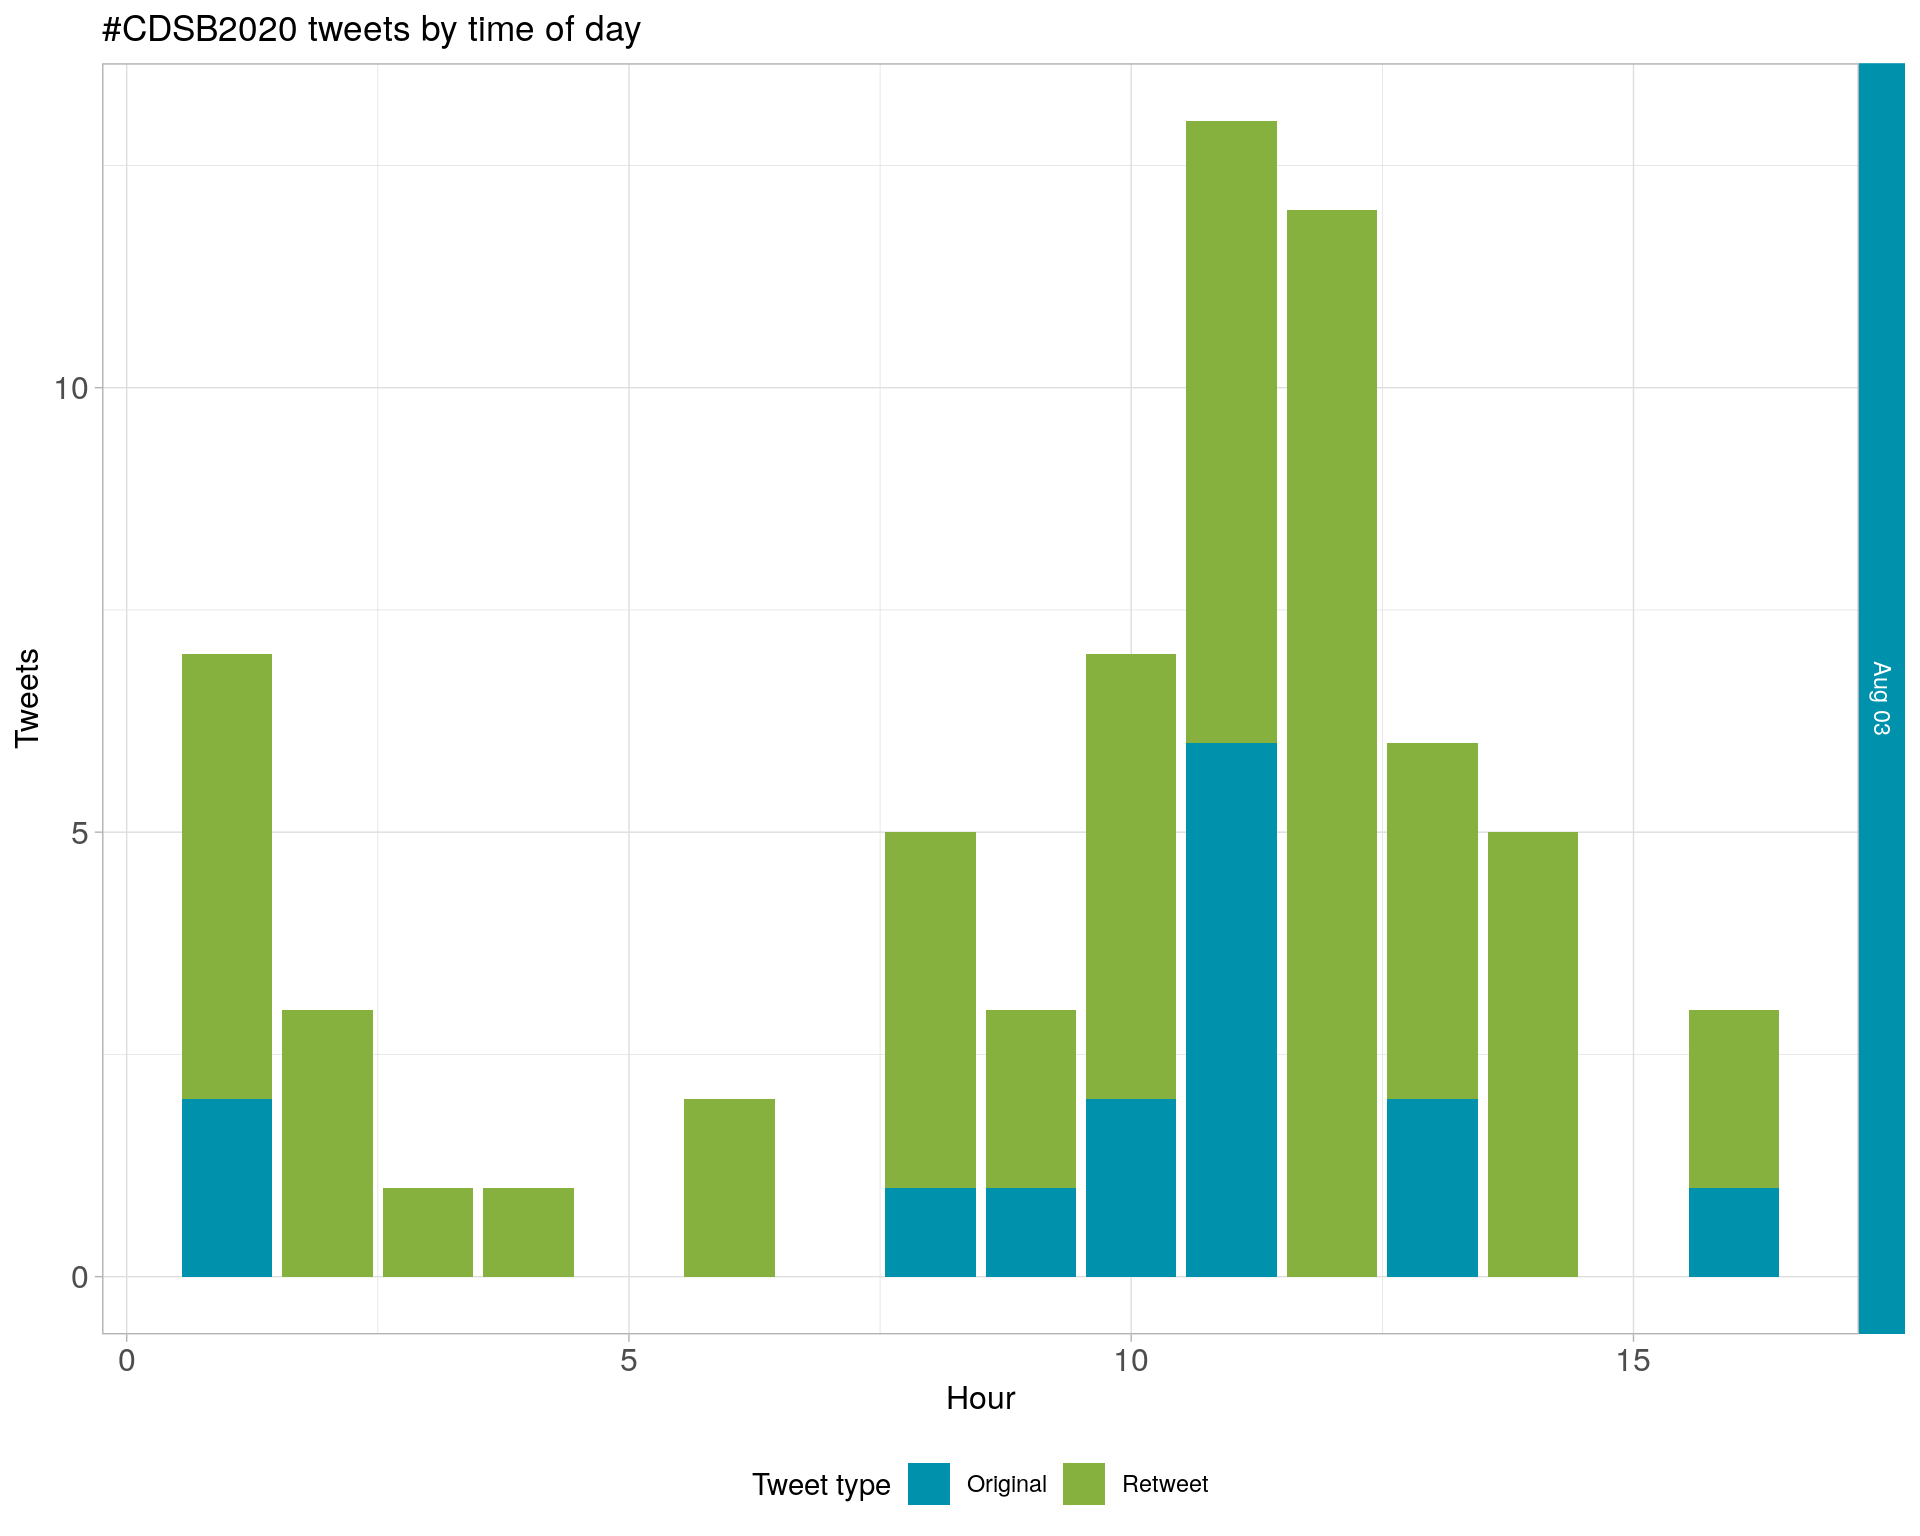 #CDSB2020 tweets by time of day
Tweets
10
5
0
Aug 03
0 5 10 15
Hour
Tweet type Original Retweet